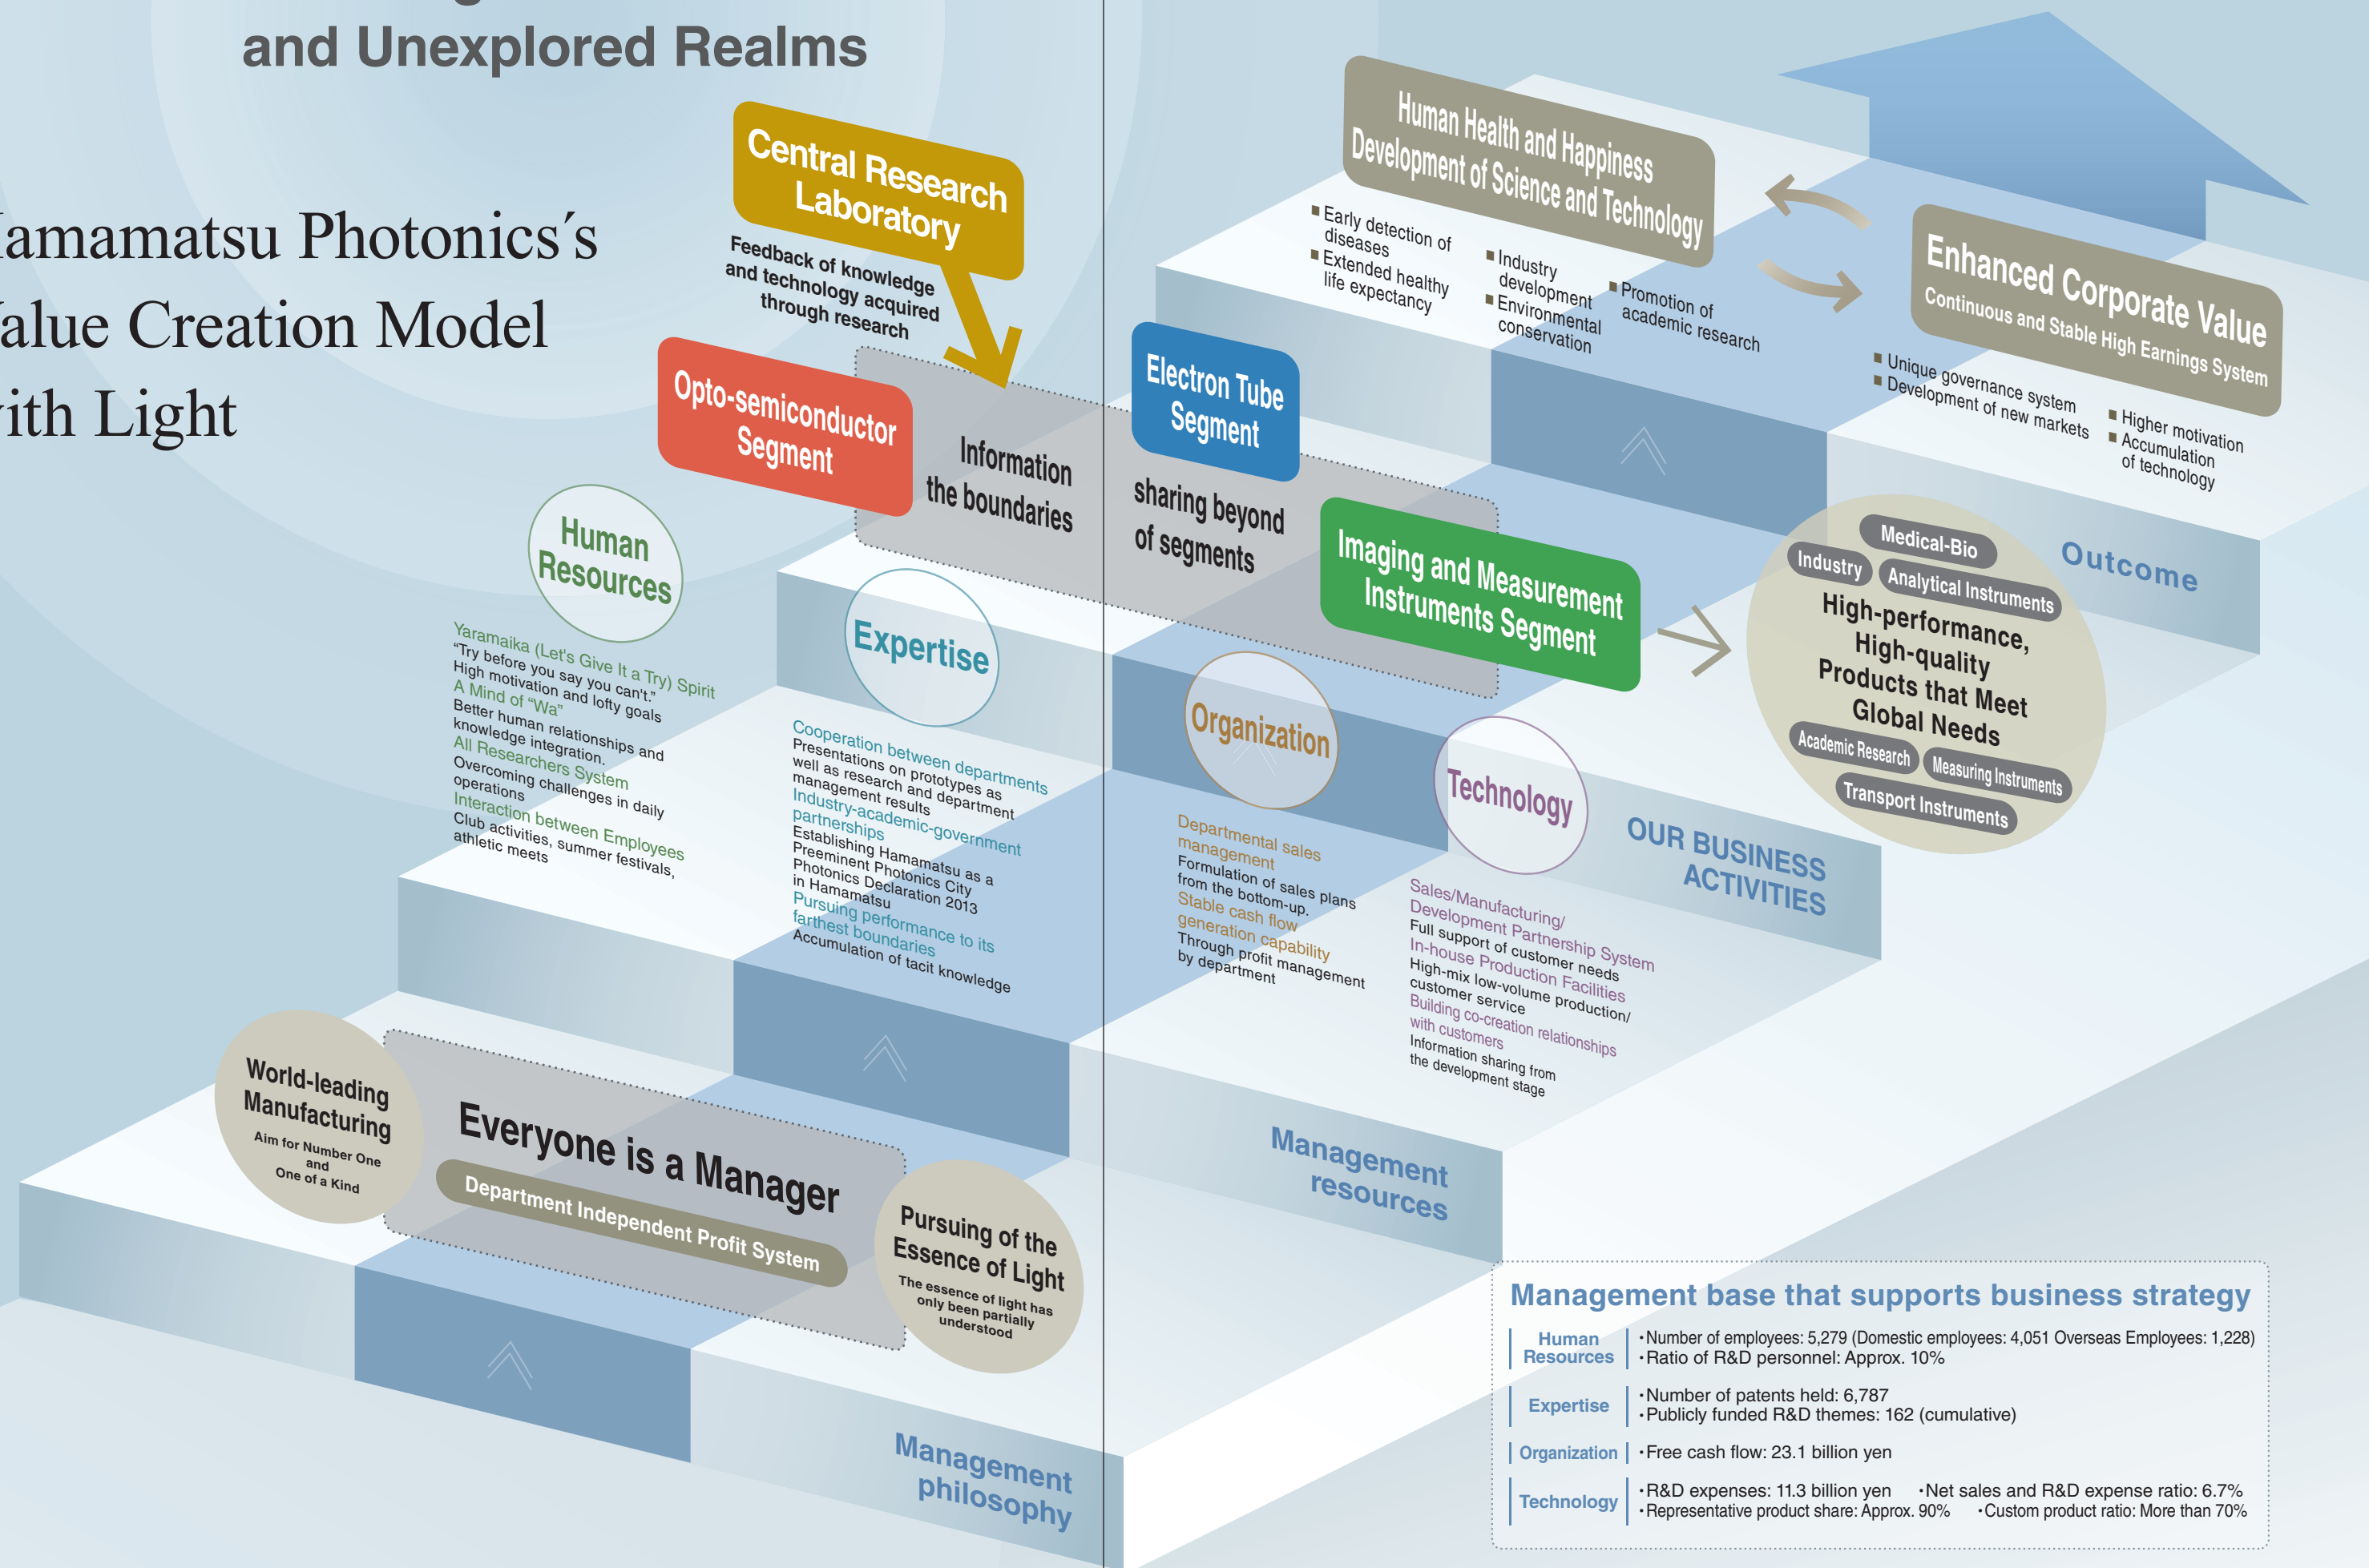 and Unexplored Realms
amamatsu Photonics´s
alue Creation Model
ith Light
Central Research
Laboratory
Feedback of knowledge
and technology acquired
through research
Opto-semiconductor
Segment
Information
the boundaries
Electron Tube
Segment
sharing beyond
of segments
Imaging and Measurement
Instruments Segment
Human Health and Happiness
Development of Science and Technology
■ Early detection of
diseases
■ Extended healthy
life expectancy
■ Industry
development
■ Environmental
conservation
■ Promotion of
academic research
Enhanced Corporate Value
Continuous and Stable High Earnings System
■ Unique governance system
■ Development of new markets
■ Higher motivation
■ Accumulation
of technology
Outcome
Medical-Bio
Industry
Analytical Instruments
High-performance,
High-quality
Products that Meet
Global Needs
Academic Research
Measuring Instruments
Transport Instruments
OUR BUSINESS
ACTIVITIES
Human
Resources
Yaramaika (Let's Give It a Try) Spirit
“Try before you say you can't.”
High motivation and lofty goals
A Mind of “Wa”
Better human relationships and
knowledge integration.
All Researchers System
Overcoming challenges in daily
operations
Interaction between Employees
Club activities, summer festivals,
athletic meets
Expertise
Cooperation between departments
Presentations on prototypes as
well as research and department
management results
Industry-academic-government
partnerships
Establishing Hamamatsu as a
Preeminent Photonics City
Photonics Declaration 2013
in Hamamatsu
Pursuing performance to its
farthest boundaries
Accumulation of tacit knowledge
Organization
Departmental sales
management
Formulation of sales plans
from the bottom-up.
Stable cash flow
generation capability
Through profit management
by department
Technology
Sales/Manufacturing/
Development Partnership System
Full support of customer needs
In-house Production Facilities
High-mix low-volume production/
customer service
Building co-creation relationships
with customers
Information sharing from
the development stage
Management
resources
World-leading
Manufacturing
Aim for Number One
and
One of a Kind
Everyone is a Manager
Department Independent Profit System
Pursuing of the
Essence of Light
The essence of light has
only been partially
understood
Management
philosophy
Management base that supports business strategy
Human
Resources
・Number of employees: 5,279 (Domestic employees: 4,051 Overseas Employees: 1,228)
・Ratio of R&D personnel: Approx. 10%
Expertise
・Number of patents held: 6,787
・Publicly funded R&D themes: 162 (cumulative)
Organization
・Free cash flow: 23.1 billion yen
Technology
・R&D expenses: 11.3 billion yen ・Net sales and R&D expense ratio: 6.7%
・Representative product share: Approx. 90% ・Custom product ratio: More than 70%